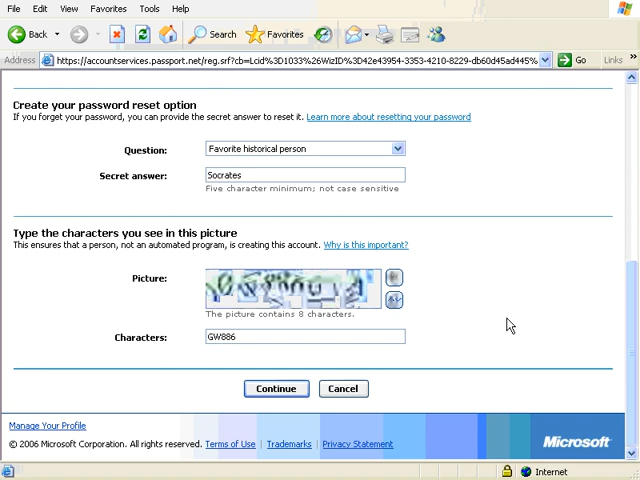 File Edit View Favorites Tools Help
Back Search Favorites
Address https://accountservices.passport.net/reg.srf?cb=Lcid%3D1033%26WizID%3D42e43954-3353-4210-8229-db60d45ad445% Go Links »
Create your password reset option
If you forget your password, you can provide the secret answer to reset it. Learn more about resetting your password
Question: Favorite historical person
Secret answer: Socrates
Five character minimum; not case sensitive
Type the characters you see in this picture
This ensures that a person, not an automated program, is creating this account. Why is this important?
Picture:
The picture contains 8 characters.
Characters: GW886
Continue Cancel
Manage Your Profile
© 2006 Microsoft Corporation. All rights reserved. Terms of Use | Trademarks | Privacy Statement
Microsoft
Internet